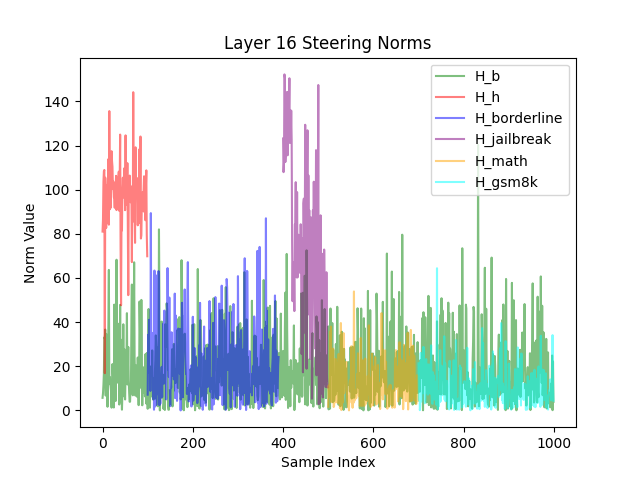 Layer 16 Steering Norms
Norm Value
140
120
100
80
60
40
20
0
0
200
400
600
800
1000
Sample Index
H_b
H_h
H_borderline
H_jailbreak
H_math
H_gsm8k